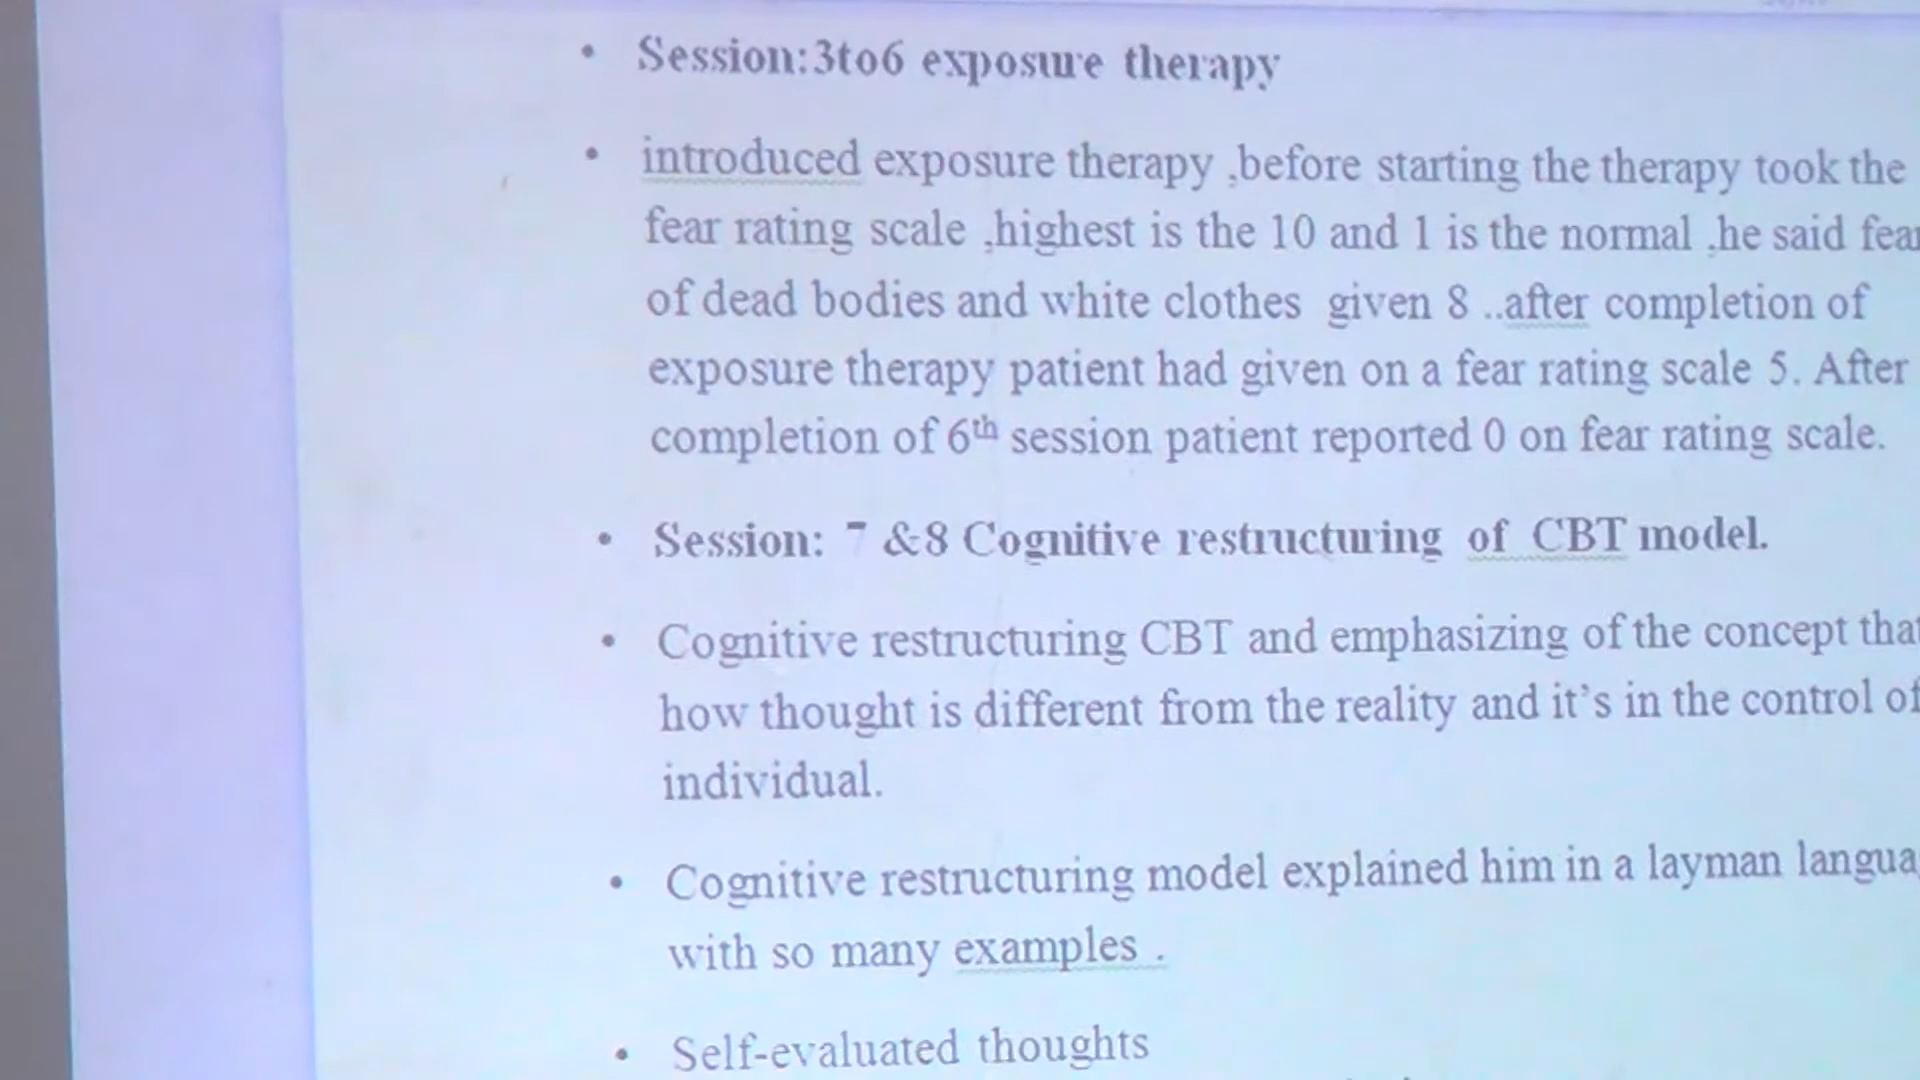 • Session:3to6 exposure therapy
• introduced exposure therapy ,before starting the therapy took the
fear rating scale ,highest is the 10 and 1 is the normal ,he said fear
of dead bodies and white clothes given 8 ..after completion of
exposure therapy patient had given on a fear rating scale 5. After
completion of 6th session patient reported 0 on fear rating scale.
• Session: 7 &8 Cognitive restructuring of CBT model.
• Cognitive restructuring CBT and emphasizing of the concept that
how thought is different from the reality and it’s in the control of
individual.
• Cognitive restructuring model explained him in a layman
with so many examples .
• Self-evaluated thoughts